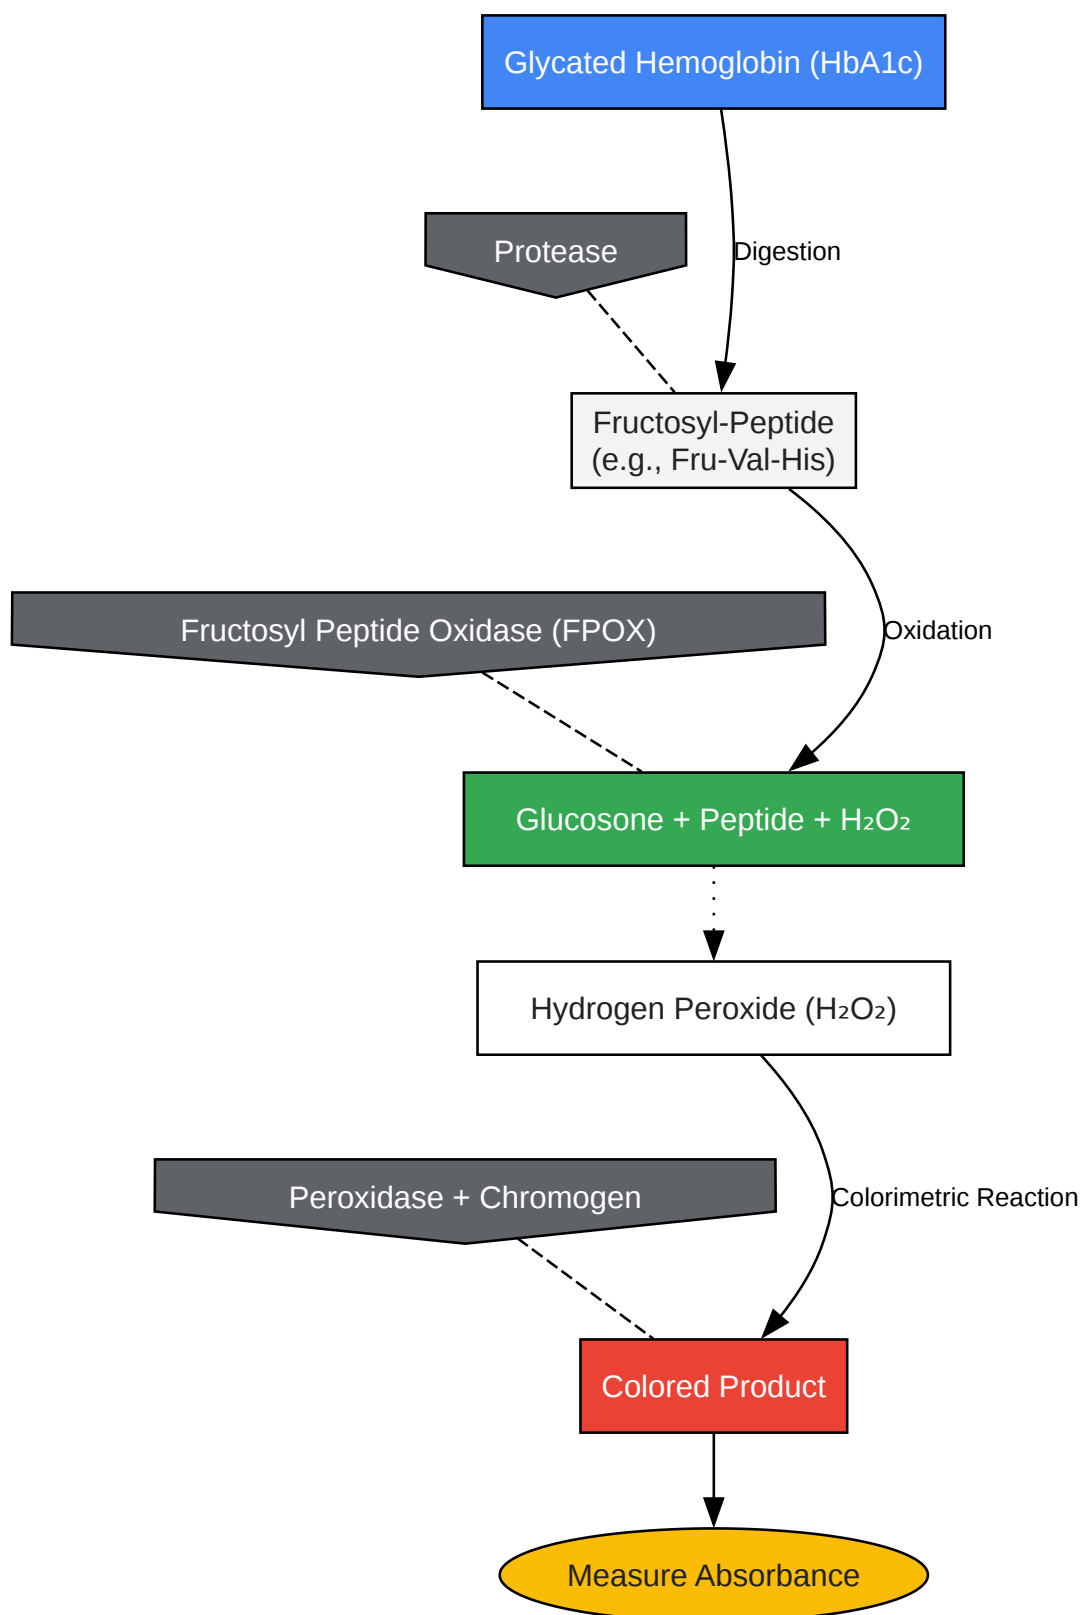 Glycated Hemoglobin (HbA1c)
Protease
Digestion
Fructosyl-Peptide
(e.g., Fru-Val-His)
Fructosyl Peptide Oxidase (FPOX)
Oxidation
Glucosone + Peptide + H₂O₂
Hydrogen Peroxide (H₂O₂)
Peroxidase + Chromogen
Colorimetric Reaction
Colored Product
Measure Absorbance